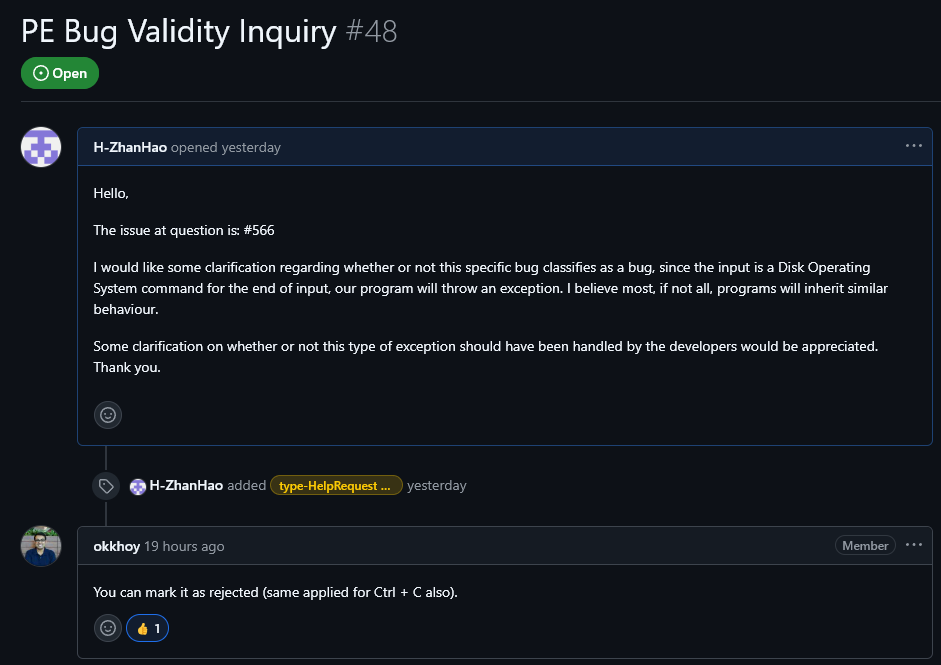 PE Bug Validity Inquiry #48
Open
H-ZhanHao opened yesterday
Hello,
The issue at question is: #566
I would like some clarification regarding whether or not this specific bug classifies as a bug, since the input is a Disk Operating
System command for the end of input, our program will throw an exception. I believe most, if not all, programs will inherit similar
behaviour.
Some clarification on whether or not this type of exception should have been handled by the developers would be appreciated.
Thank you.
H-ZhanHao added type-HelpRequest ... yesterday
okkhoy 19 hours ago Member
You can mark it as rejected (same applied for Ctrl + C also).
👍 1